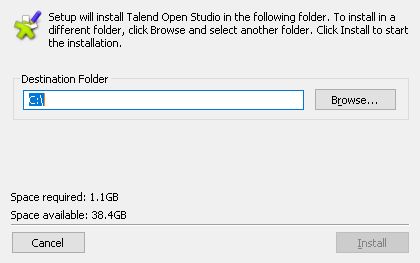 Setup will install Talend Open Studio in the following folder. To install in a
different folder, click Browse and select another folder. Click Install to start
the installation.
Destination Folder
C:\
Browse...
Space required: 1.1GB
Space available: 38.4GB
Cancel
Install